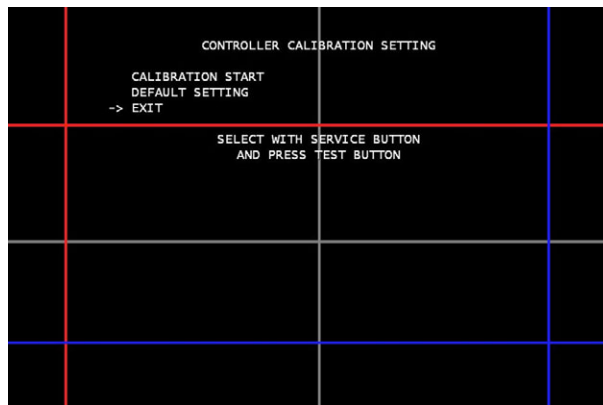 CONTROLLER CALIBRATION SETTING
CALIBRATION START
DEFAULT SETTING
-> EXIT
SELECT WITH SERVICE BUTTON
AND PRESS TEST BUTTON